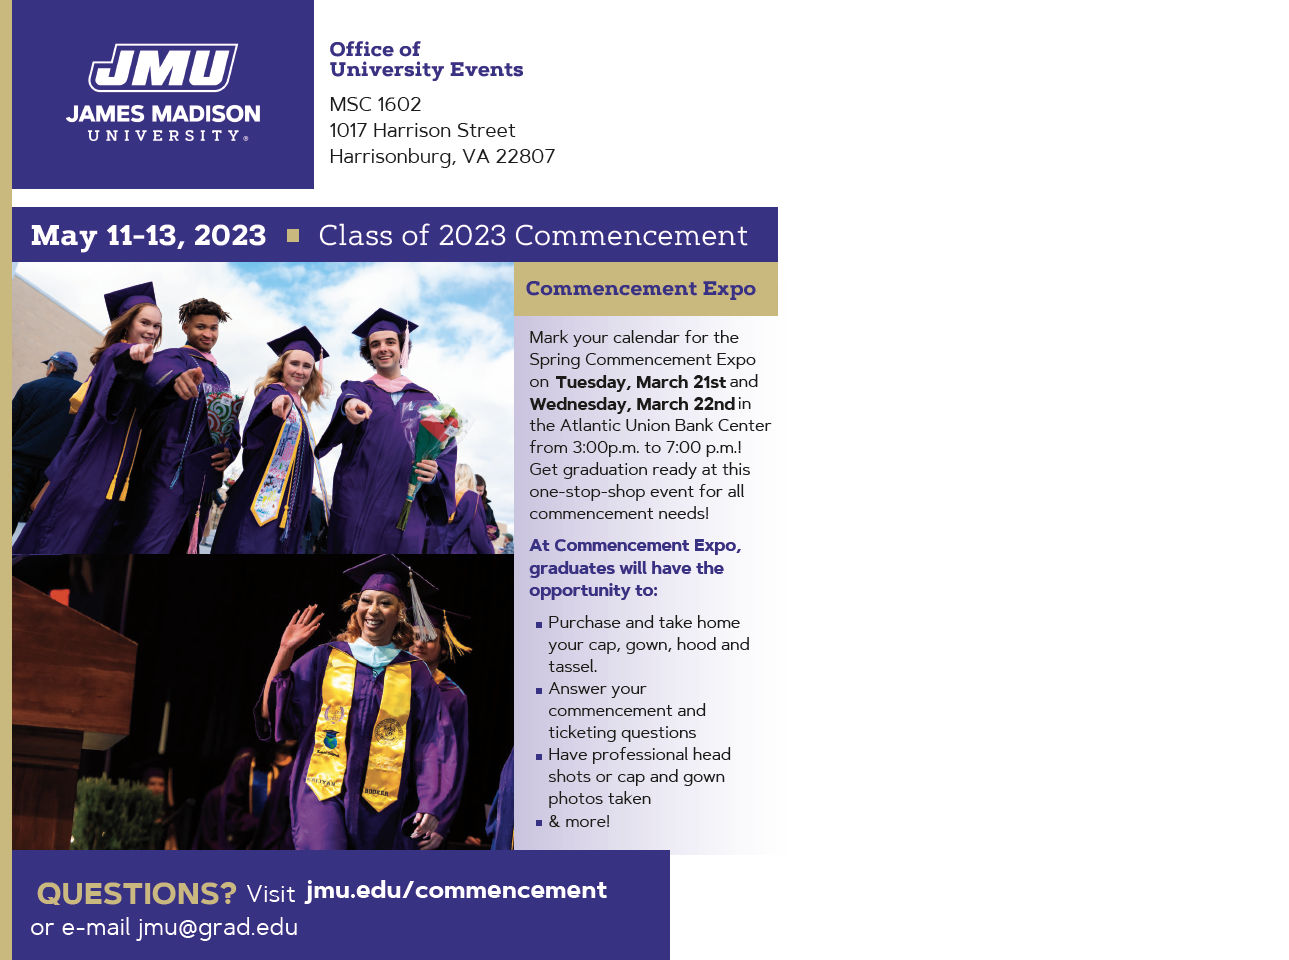 JMU
JAMES MADISON
UNIVERSITY®
Office of
University Events
MSC 1602
1017 Harrison Street
Harrisonburg, VA 22807
May 11-13, 2023 ▪ Class of 2023 Commencement
Commencement Expo
Mark your calendar for the
Spring Commencement Expo
on Tuesday, March 21st and
Wednesday, March 22nd in
the Atlantic Union Bank Center
from 3:00p.m. to 7:00 p.m.!
Get graduation ready at this
one-stop-shop event for all
commencement needs!
At Commencement Expo,
graduates will have the
opportunity to:
▪ Purchase and take home
your cap, gown, hood and
tassel.
▪ Answer your
commencement and
ticketing questions
▪ Have professional head
shots or cap and gown
photos taken
▪ & more!
BOOKER
QUESTIONS? Visit jmu.edu/commencement
or e-mail jmu@grad.edu